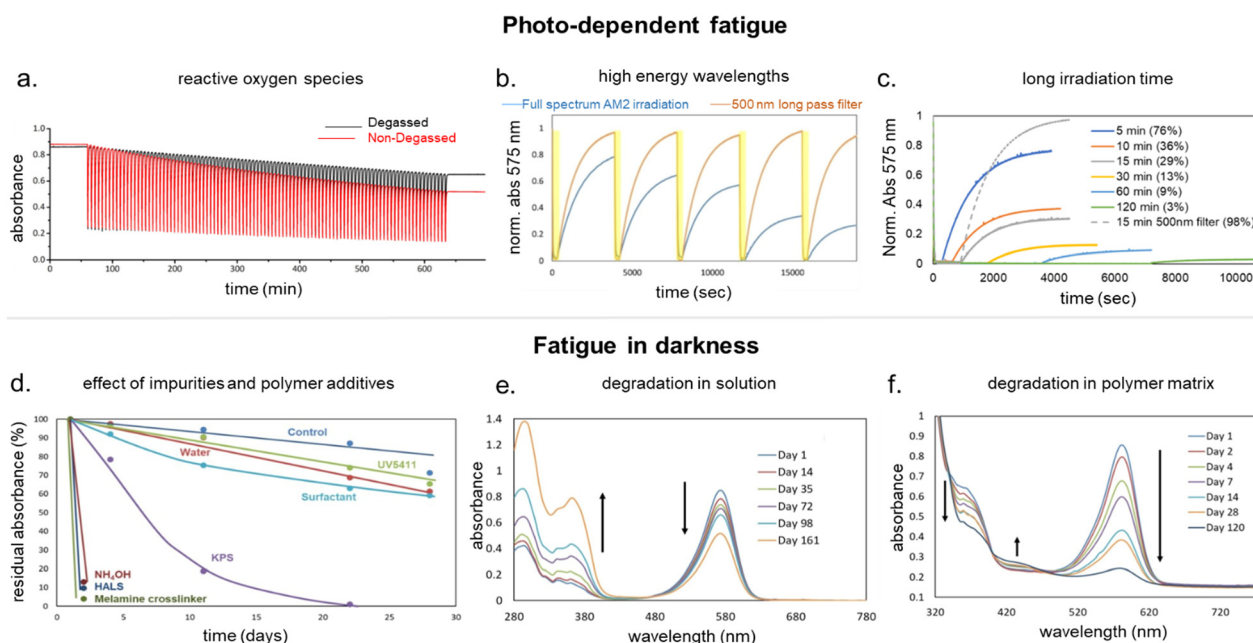 Photo-dependent fatigue
a. reactive oxygen species
Degassed
Non-Degassed
absorbance
1.0
0.8
0.6
0.4
0.2
0.0
0 100 200 300 400 500 600
time (min)
b. high energy wavelengths
Full spectrum AM2 irradiation 500 nm long pass filter
norm. abs 575 nm
1
0.8
0.6
0.4
0.2
0
0 5000 10000 15000
time (sec)
c. long irradiation time
Norm. Abs 575 nm
1
0.8
0.6
0.4
0.2
0
5 min (76%)
10 min (36%)
15 min (29%)
30 min (13%)
60 min (9%)
120 min (3%)
15 min 500nm filter (98%)
0 2000 4000 6000 8000 10000
time (sec)
Fatigue in darkness
d. effect of impurities and polymer additives
residual absorbance (%)
100
90
80
70
60
50
40
30
20
10
0
Control
Water
UV5411
Surfactant
KPS
NH₄OH
HALS
Melamine crosslinker
0 5 10 15 20 25 30
time (days)
e. degradation in solution
absorbance
1.4
1.2
1
0.8
0.6
0.4
0.2
0
Day 1
Day 14
Day 35
Day 72
Day 98
Day 161
280 380 480 580 680 780
wavelength (nm)
f. degradation in polymer matrix
absorbance
1
0.9
0.8
0.7
0.6
0.5
0.4
0.3
0.2
0.1
0
Day 1
Day 2
Day 4
Day 7
Day 14
Day 28
Day 120
320 420 520 620 720
wavelength (nm)